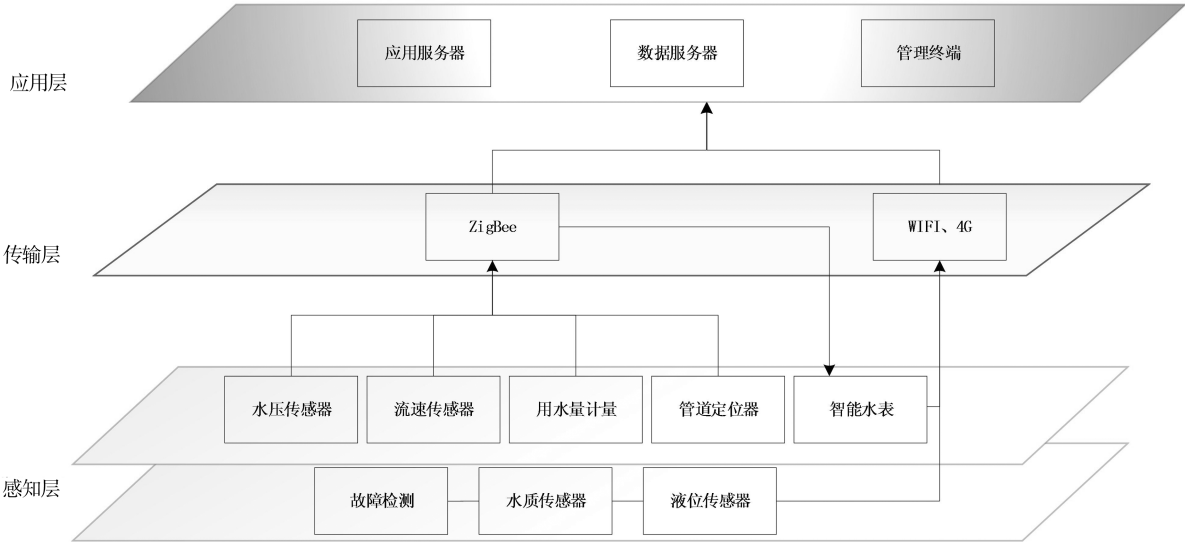 应用服务器
数据服务器
管理终端
应用层
ZigBee
WIFI、4G
传输层
水压传感器
流速传感器
用水量计量
管道定位器
智能水表
感知层
故障检测
水质传感器
液位传感器